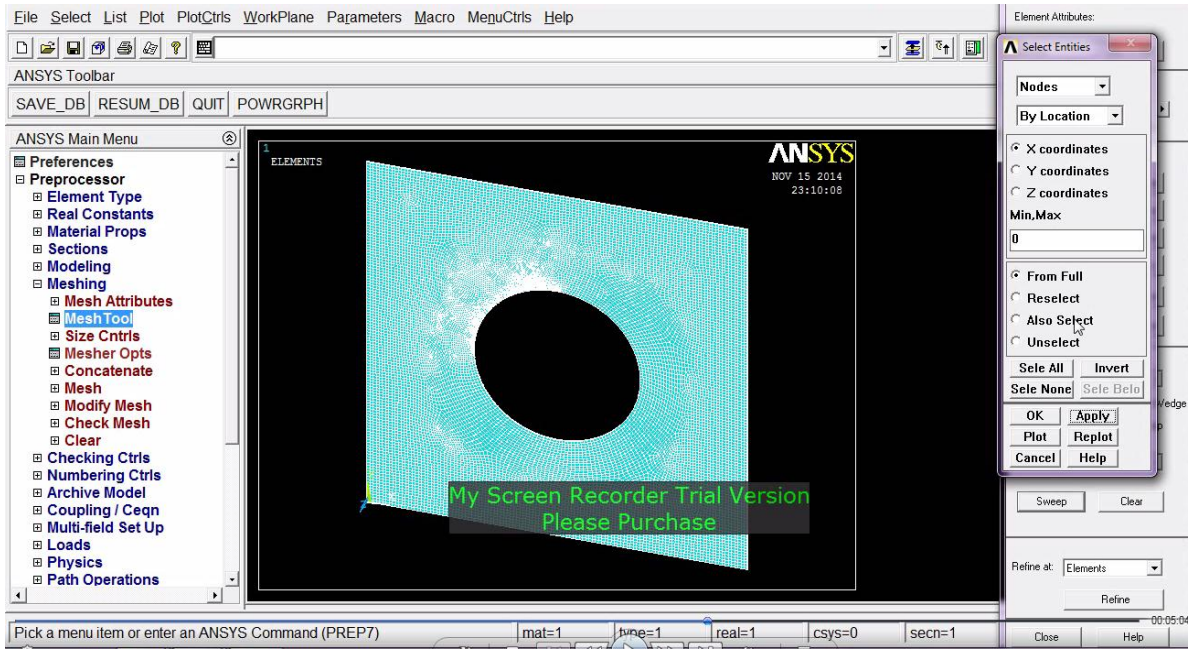 File Select List Plot PlotCtrls WorkPlane Parameters Macro MenuCtrls Help
ANSYS Toolbar
SAVE_DB RESUM_DB QUIT POWRGRPH
ANSYS Main Menu
Preferences
Preprocessor
Element Type
Real Constants
Material Props
Sections
Modeling
Meshing
Mesh Attributes
MeshTool
Size Cntrls
Mesher Opts
Concatenate
Mesh
Modify Mesh
Check Mesh
Clear
Checking Ctrls
Numbering Ctrls
Archive Model
Coupling / Ceqn
Multi-field Set Up
Loads
Physics
Path Operations
1
ELEMENTS
ANSYS
NOV 15 2014
23:10:08
My Screen Recorder Trial Version
Please Purchase
Element Attributes:
Select Entities
Nodes
By Location
X coordinates
Y coordinates
Z coordinates
Min,Max
0
From Full
Reselect
Also Select
Unselect
Sele All Invert
Sele None Sele Belo
OK Apply
Plot Replot
Cancel Help
Sweep Clear
Refine at: Elements
Refine
Close Help
Pick a menu item or enter an ANSYS Command (PREP7) mat=1 type=1 real=1 csys=0 secn=1
00:05:04